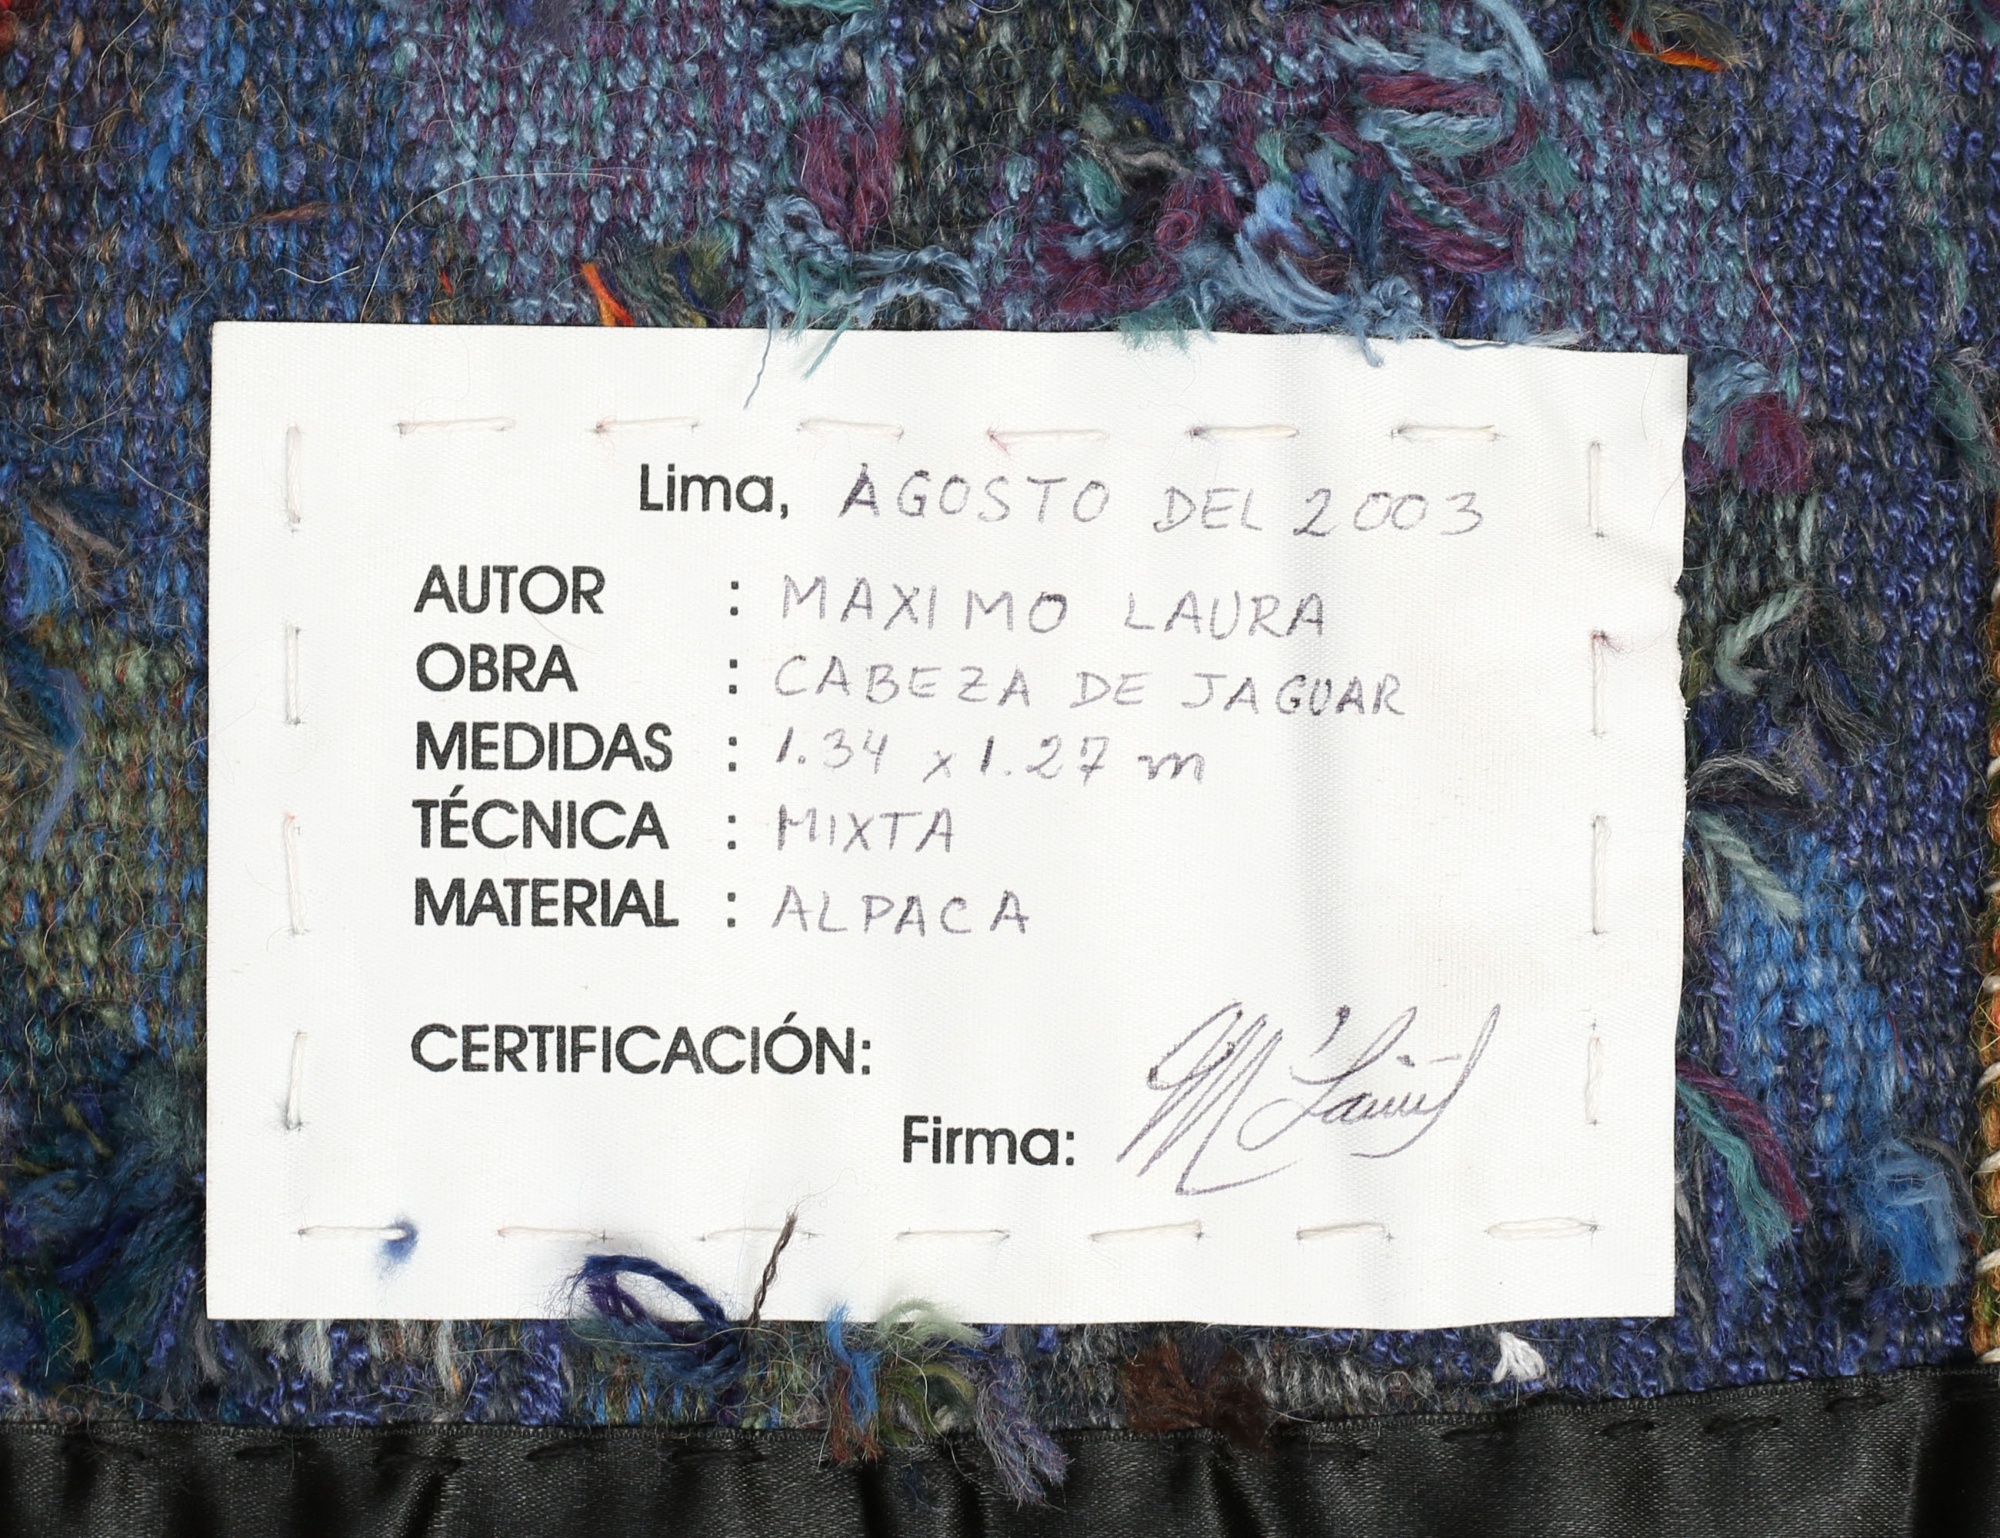 Lima, AGOSTO DEL 2003
AUTOR : MAXIMO LAURA
OBRA : CABEZA DE JAGUAR
MEDIDAS : 1.34 x 1.27 m
TÉCNICA : MIXTA
MATERIAL : ALPACA
CERTIFICACIÓN:
Firma: